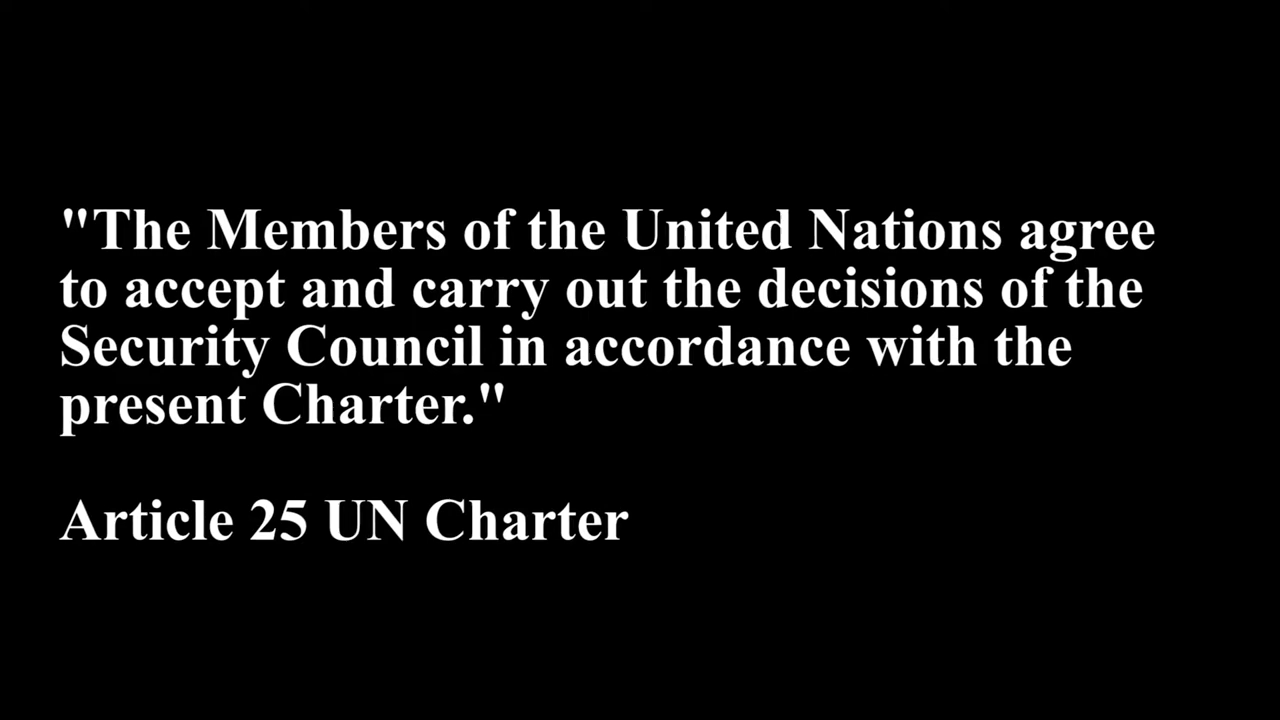 "The Members of the United Nations agree
to accept and carry out the decisions of the
Security Council in accordance with the
present Charter."
Article 25 UN Charter